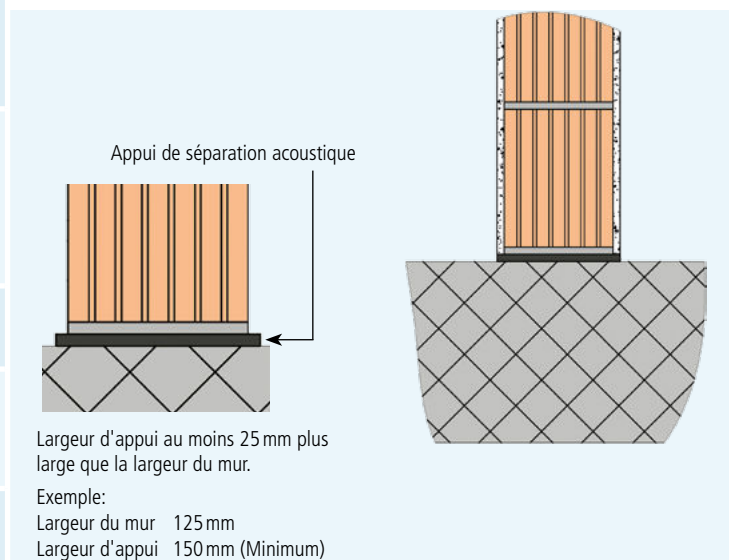 Appui de séparation acoustique
Largeur d'appui au moins 25 mm plus
large que la largeur du mur.
Exemple:
Largeur du mur 125 mm
Largeur d'appui 150 mm (Minimum)